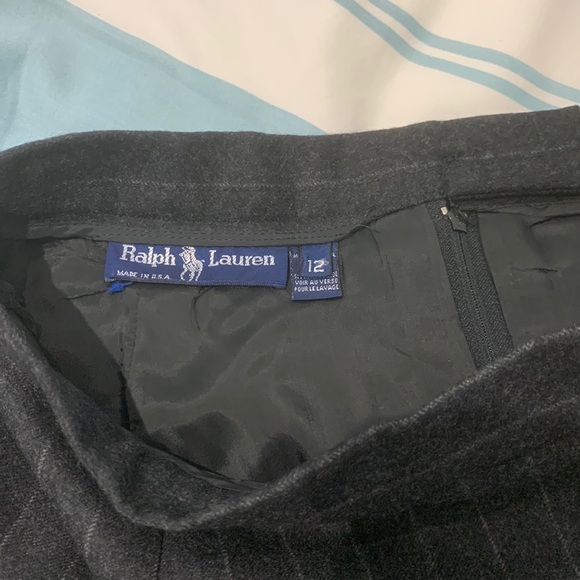 Ralph Lauren
MADE IN U.S.A.
12
VOIR AU VERSO
POUR LE LAVAGE